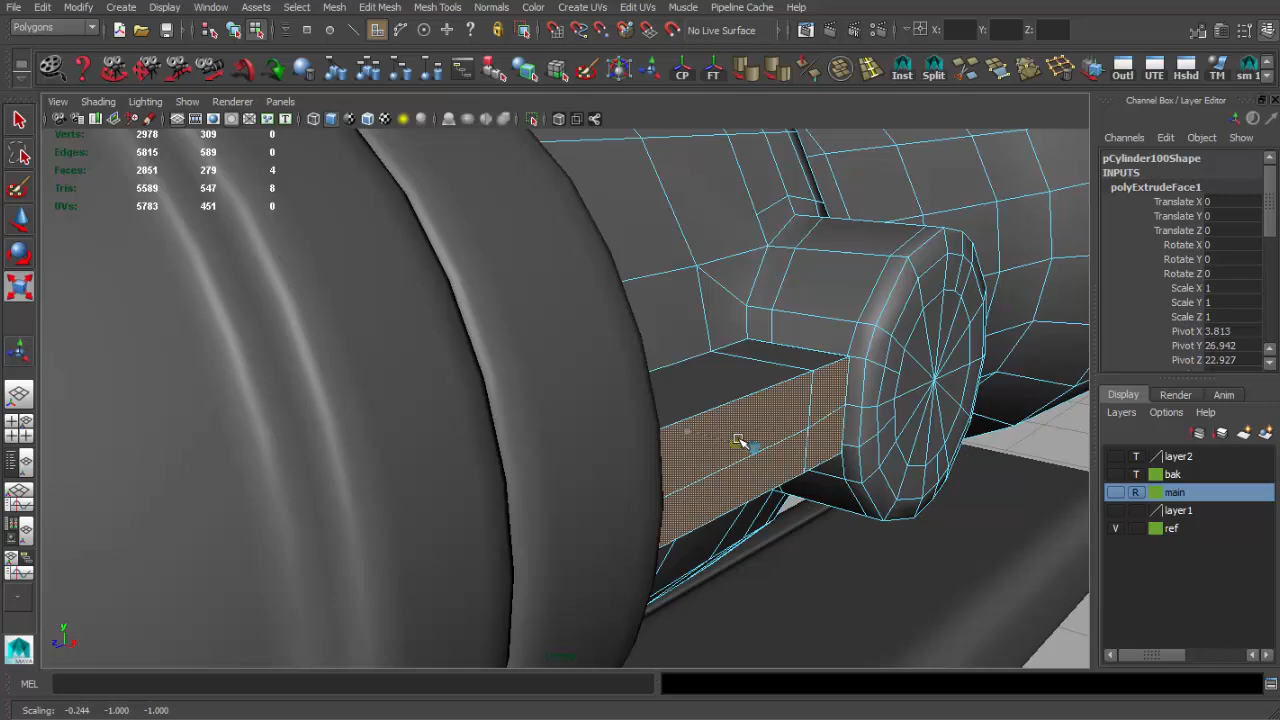 File Edit Modify Create Display Window Assets Select Mesh Edit Mesh Mesh Tools Normals Color Create UVs Edit UVs Muscle Pipeline Cache Help
Polygons No Live Surface X: Y: Z:
CP FT Inst Split Outl UTE Hshd TM sm 1
View Shading Lighting Show Renderer Panels
Channel Box / Layer Editor
Channels Edit Object Show
Verts: 2978 309 0
Edges: 5815 589 0
Faces: 2851 279 4
Tris: 5589 547 8
UVs: 5783 451 0
pCylinder100Shape
INPUTS
polyExtrudeFace1
Translate X 0
Translate Y 0
Translate Z 0
Rotate X 0
Rotate Y 0
Rotate Z 0
Scale X 1
Scale Y 1
Scale Z 1
Pivot X 3.813
Pivot Y 26.942
Pivot Z 22.927
Display Render Anim
Layers Options Help
T layer2
T bak
R main
layer1
V ref
y
z x
MEL
Scaling: -0.244 -1.000 -1.000